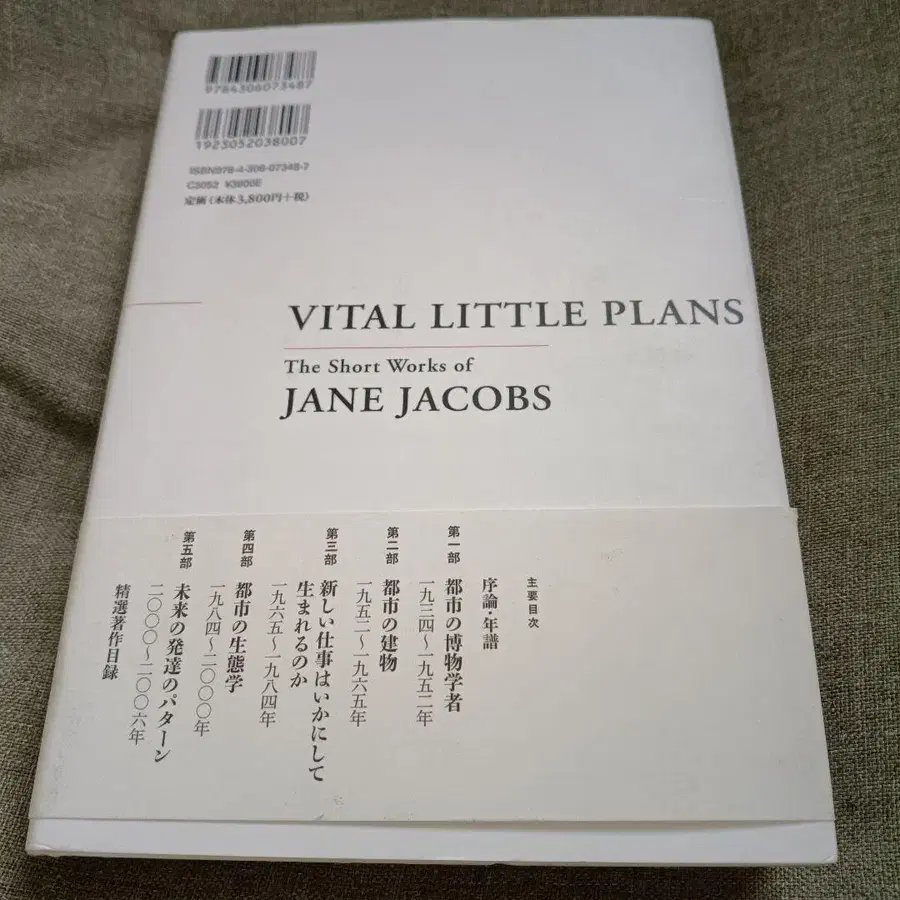 9784306073487
1923052038007
ISBN978-4-306-07348-7
C3052 ¥3800E
定価（本体3,800円＋税）
VITAL LITTLE PLANS
The Short Works of
JANE JACOBS
主要目次
序論・年譜
第一部 都市の博物学者
一九三四～一九五二年
第二部 都市の建物
一九五二～一九六五年
第三部 新しい仕事はいかにして
生まれるのか
一九六五～一九八四年
第四部 都市の生態学
一九八四～二〇〇〇年
第五部 未来の発達のパターン
二〇〇〇～二〇〇六年
精選著作目録